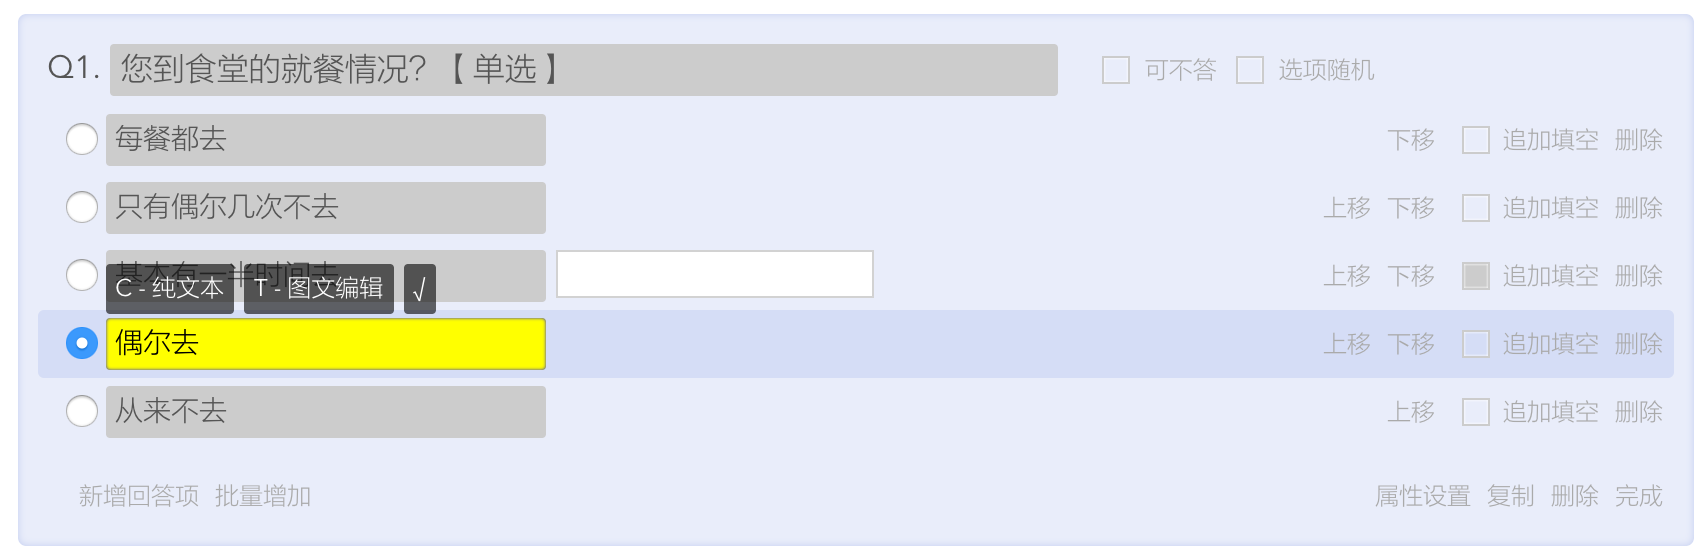 Q1. 您到食堂的就餐情况？【单选】 可不答 选项随机
每餐都去 下移 追加填空 删除
只有偶尔几次不去 上移 下移 追加填空 删除
基本有一半时间去 上移 下移 追加填空 删除
C - 纯文本 T - 图文编辑 √
偶尔去 上移 下移 追加填空 删除
从来不去 上移 追加填空 删除
新增回答项 批量增加 属性设置 复制 删除 完成